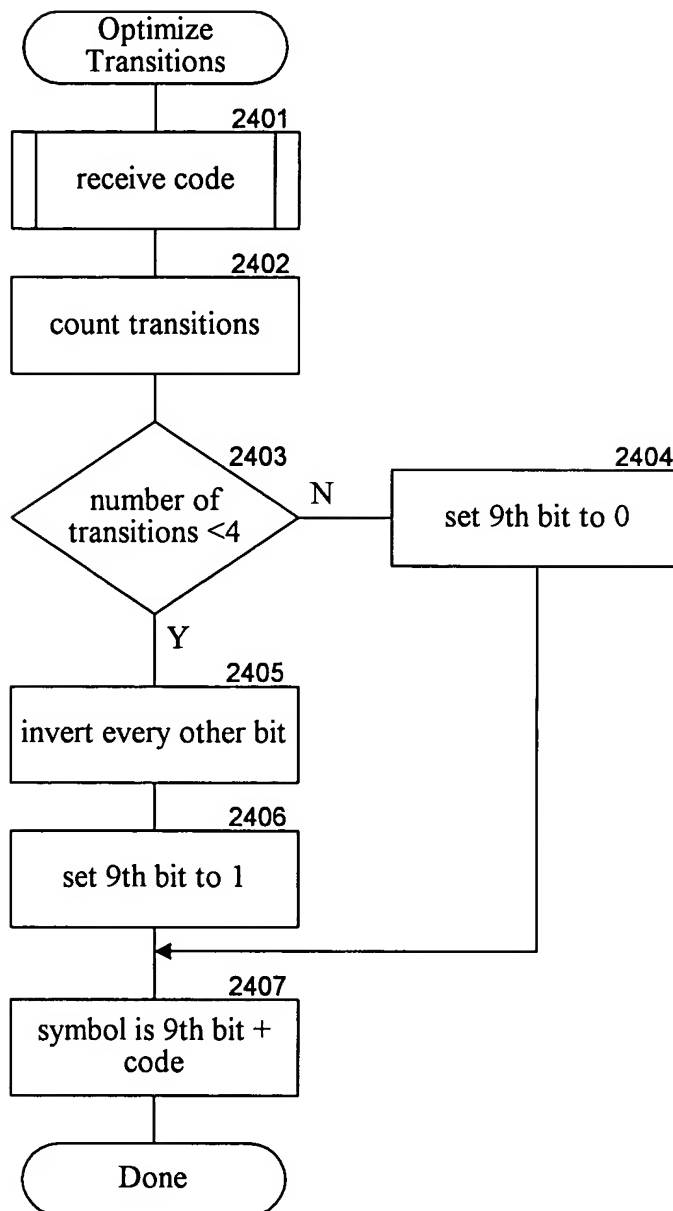 Optimize
Transitions
2401
receive code
2402
count transitions
2403
number of
transitions <4
N
2404
set 9th bit to 0
Y
2405
invert every other bit
2406
set 9th bit to 1
2407
symbol is 9th bit +
code
Done